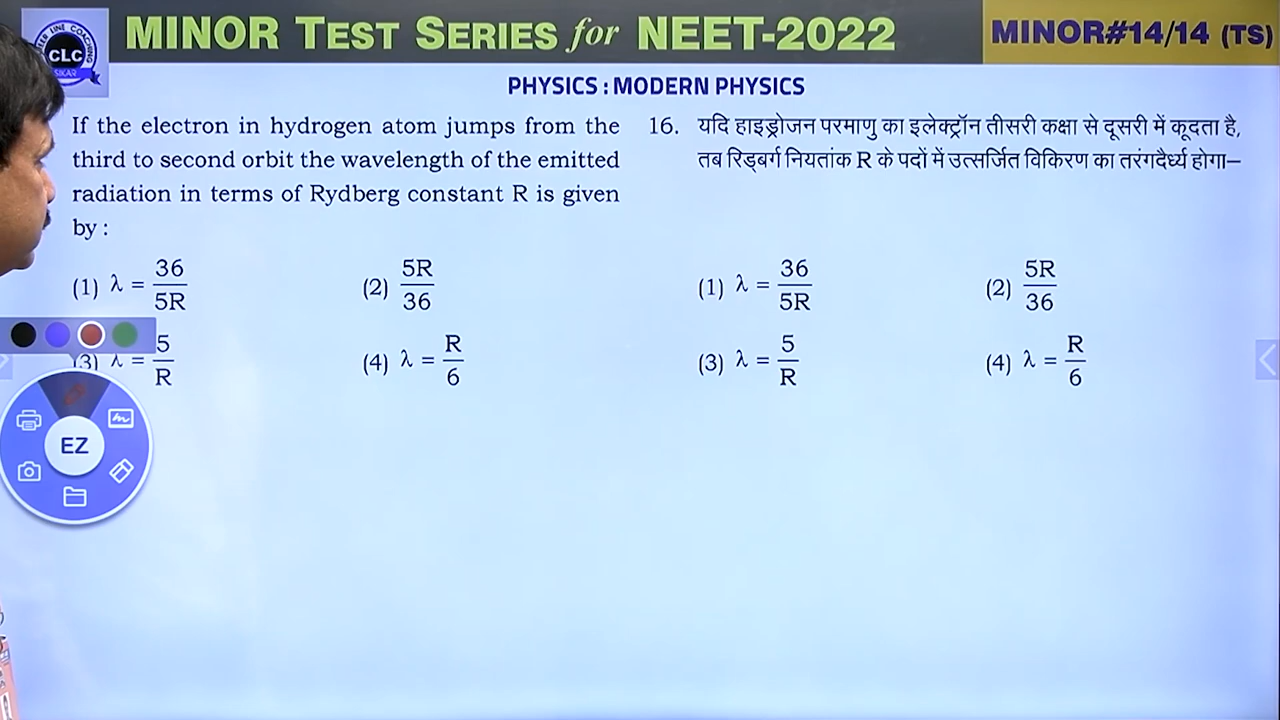 MINOR TEST SERIES for NEET-2022
MINOR#14/14 (TS)
LINE COACHING
CLC
SIKAR
PHYSICS : MODERN PHYSICS
If the electron in hydrogen atom jumps from the
third to second orbit the wavelength of the emitted
radiation in terms of Rydberg constant R is given
by :
(1) λ = 36/5R
(2) 5R/36
(3) λ = 5/R
(4) λ = R/6
16. यदि हाइड्रोजन परमाणु का इलेक्ट्रॉन तीसरी कक्षा से दूसरी में कूदता है,
तब रिड्बर्ग नियतांक R के पदों में उत्सर्जित विकिरण का तरंगदैर्ध्य होगा–
(1) λ = 36/5R
(2) 5R/36
(3) λ = 5/R
(4) λ = R/6
EZ